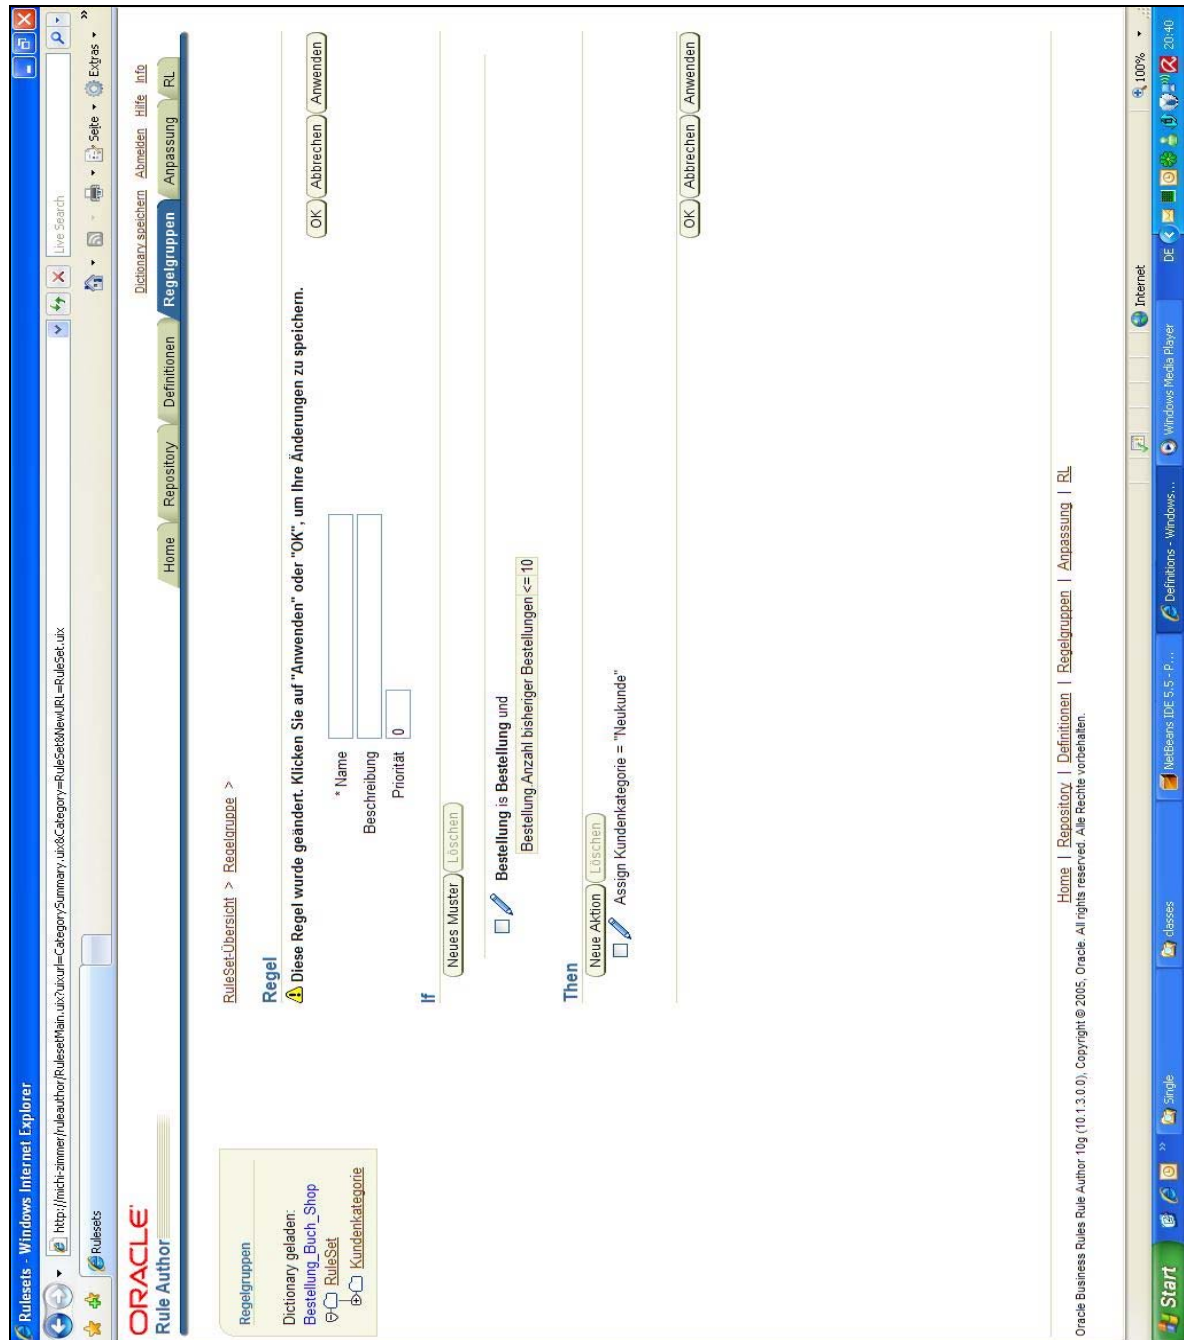 Rulesets - Windows Internet Explorer
http://michi-zimmer/ruleauthor/RulesetMain.uix?uixurl=CategorySummary.uix&Category=RuleSet&NewURL=RuleSet.uix
Live Search
Rulesets
Seite
Extras
ORACLE
Rule Author
Dictionary speichern Abmelden Hilfe Info
Home Repository Definitionen Regelgruppen Anpassung RL
Regelgruppen
Dictionary geladen:
Bestellung_Buch_Shop
RuleSet
Kundenkategorie
RuleSet-Übersicht > Regelgruppe >
Regel
Diese Regel wurde geändert. Klicken Sie auf "Anwenden" oder "OK", um Ihre Änderungen zu speichern.
OK Abbrechen Anwenden
* Name
Beschreibung
Priorität 0
If
Neues Muster Löschen
Bestellung is Bestellung und
Bestellung.Anzahl bisheriger Bestellungen <= 10
Then
Neue Aktion Löschen
Assign Kundenkategorie = "Neukunde"
OK Abbrechen Anwenden
Home | Repository | Definitionen | Regelgruppen | Anpassung | RL
Oracle Business Rules Rule Author 10g (10.1.3.0.0), Copyright © 2005, Oracle. All rights reserved. Alle Rechte vorbehalten.
Internet
100%
Start
Single
classes
NetBeans IDE 5.5 - P...
Definitions - Windows...
Windows Media Player
DE
20:40